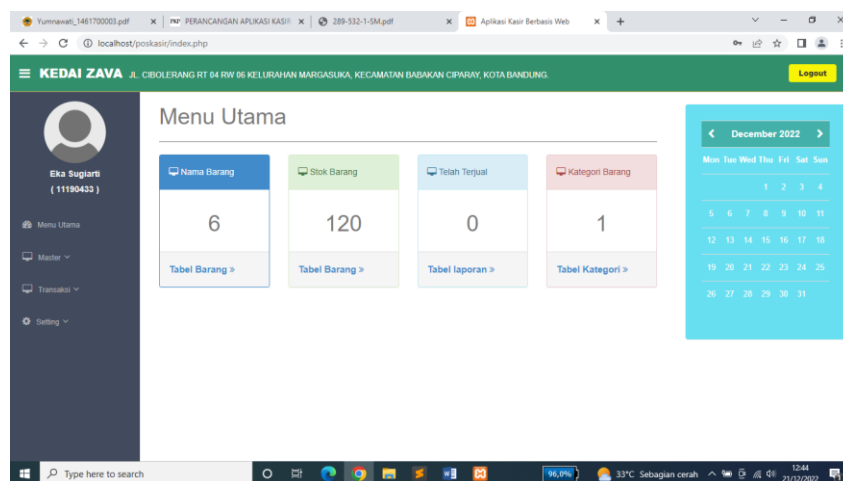 Yumnawati_1461700003.pdf
PERANCANGAN APLIKASI KASIR
289-532-1-SM.pdf
Aplikasi Kasir Berbasis Web
localhost/poskasir/index.php
KEDAI ZAVA JL. CIBOLERANG RT 04 RW 06 KELURAHAN MARGASUKA, KECAMATAN BABAKAN CIPARAY, KOTA BANDUNG.
Logout
Eka Sugiarti
( 11190433 )
Menu Utama
Master
Transaksi
Setting
Menu Utama
Nama Barang
6
Tabel Barang »
Stok Barang
120
Tabel Barang »
Telah Terjual
0
Tabel laporan »
Kategori Barang
1
Tabel Kategori »
December 2022
Mon Tue Wed Thu Fri Sat Sun
1 2 3 4
5 6 7 8 9 10 11
12 13 14 15 16 17 18
19 20 21 22 23 24 25
26 27 28 29 30 31
Type here to search
96,0%
33°C Sebagian cerah
12:44
21/12/2022